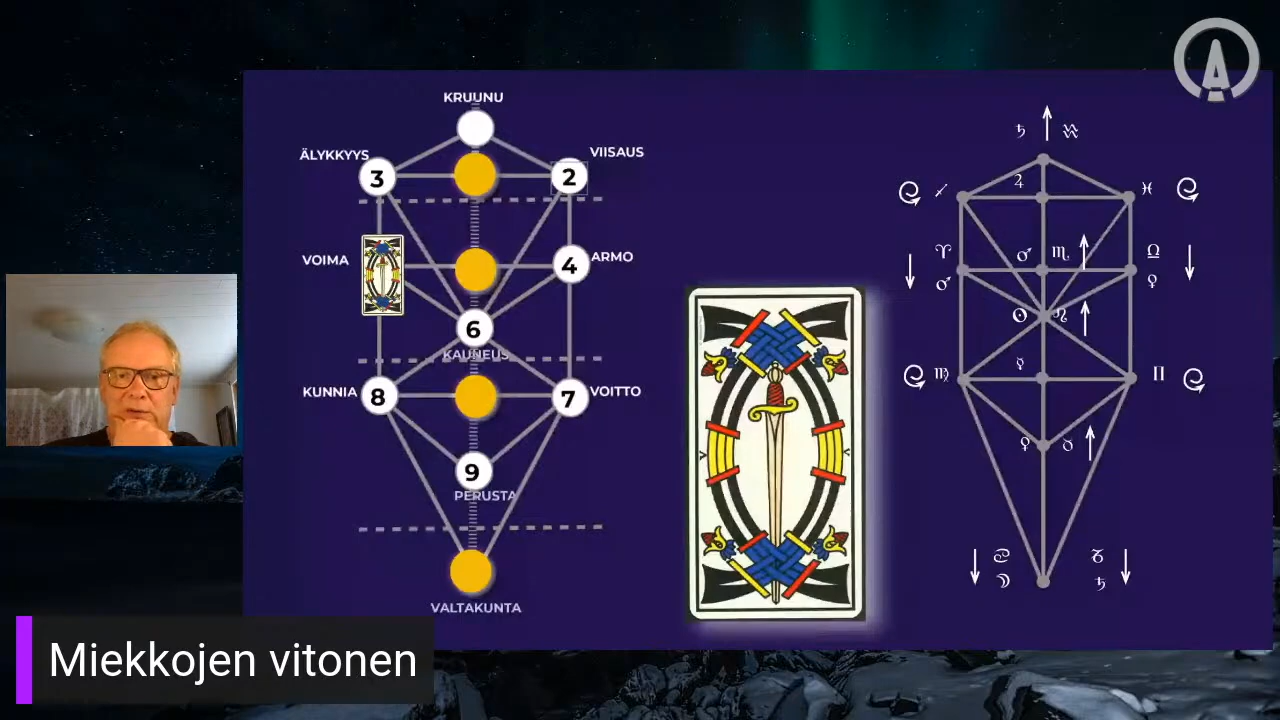 KRUUNU
ÄLYKKYYS
VIISAUS
3
2
VOIMA
4
ARMO
6
KAUNEUS
KUNNIA
8
7
VOITTO
9
PERUSTA
VALTAKUNTA
♄ ♒
♃
♐ ♓
♈ ♂ ♏ ♎
♂ ♀
☉ ♌
♍ ☿ ♊
♀ ♉
♋ ♑
☽ ♄
V V
Miekkojen vitonen